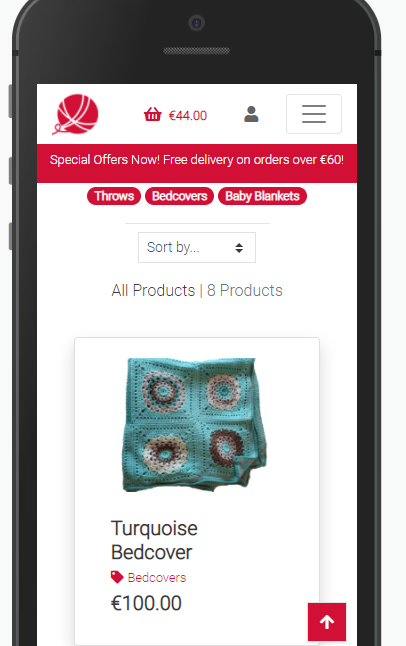 €44.00
Special Offers Now! Free delivery on orders over €60!
Throws Bedcovers Baby Blankets
Sort by...
All Products | 8 Products
Turquoise
Bedcover
Bedcovers
€100.00